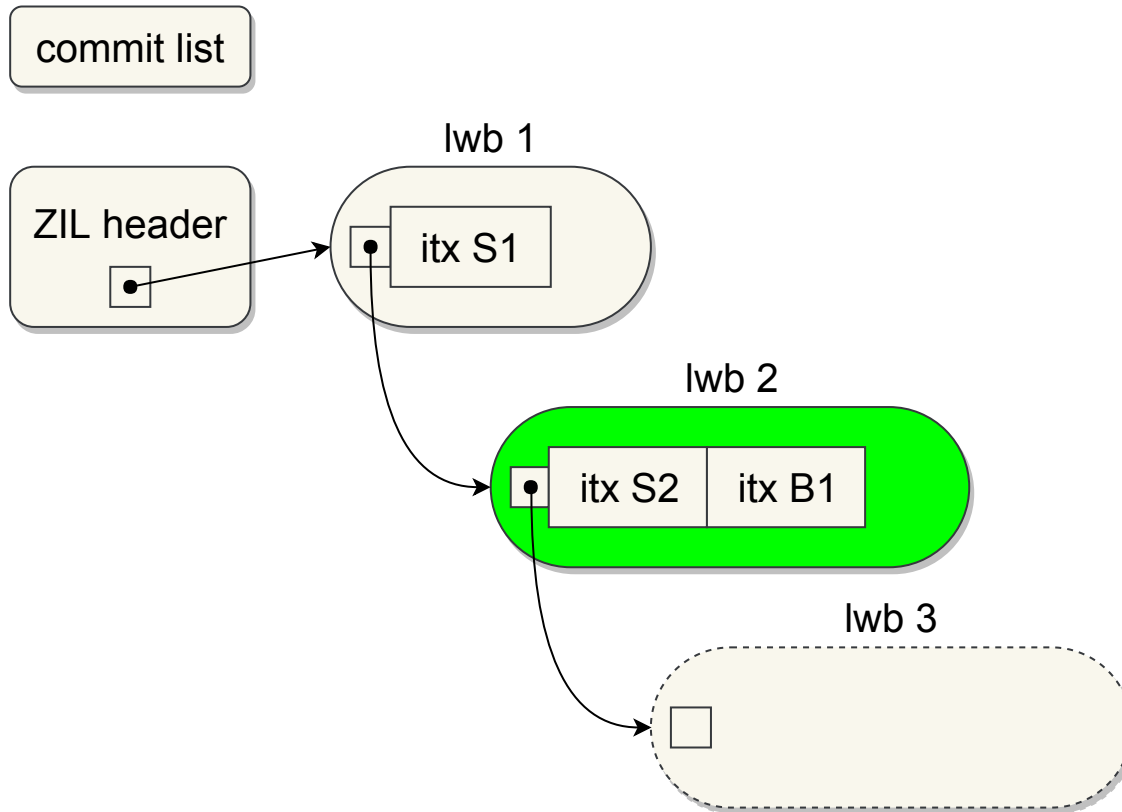 commit list
lwb 1
ZIL header
itx S1
lwb 2
itx S2
itx B1
lwb 3